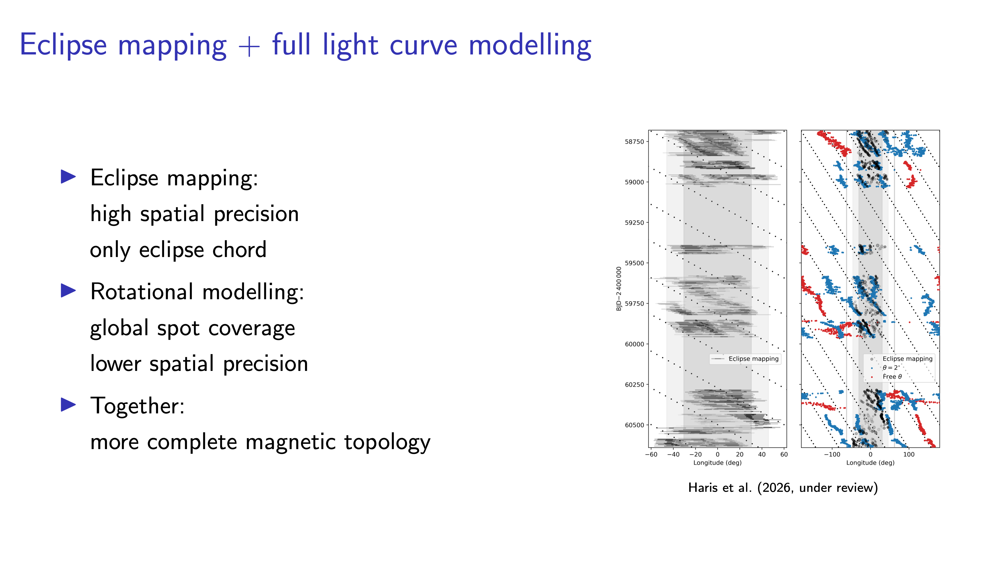 Eclipse mapping + full light curve modelling
▶ Eclipse mapping:
high spatial precision
only eclipse chord
▶ Rotational modelling:
global spot coverage
lower spatial precision
▶ Together:
more complete magnetic topology
BJD−2 400 000
58750
59000
59250
59500
59750
60000
60250
60500
Eclipse mapping
−60 −40 −20 0 20 40 60
Longitude (deg)
Eclipse mapping
θ = 2°
Free θ
−100 0 100
Longitude (deg)
Haris et al. (2026, under review)